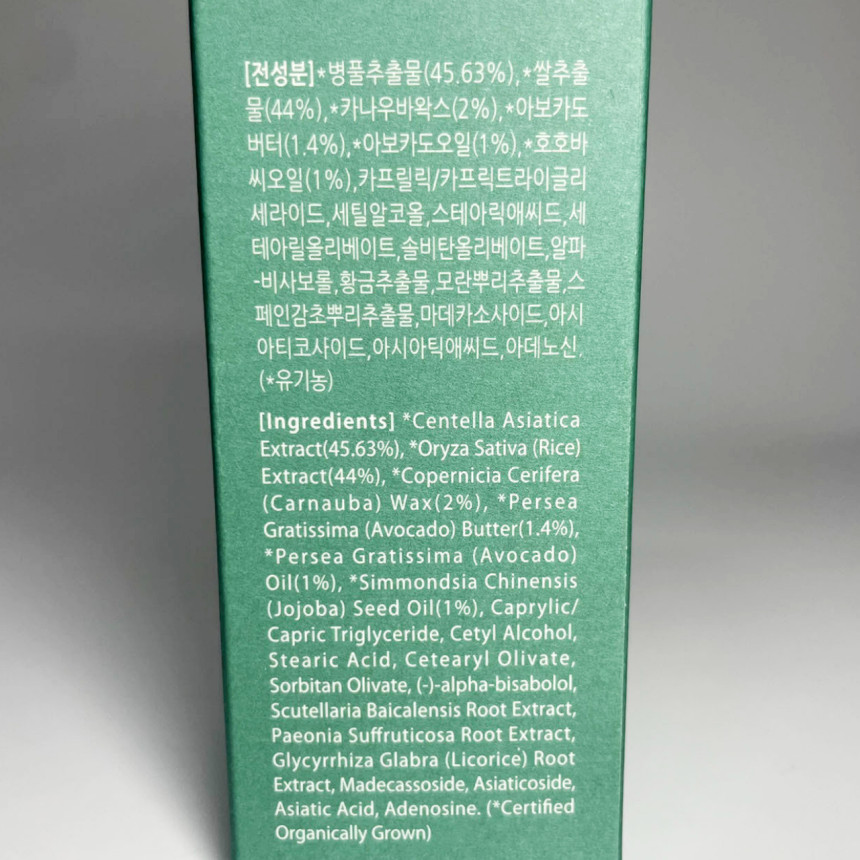 [전성분]*병풀추출물(45.63%),*쌀추출
물(44%),*카나우바왁스(2%),*아보카도
버터(1.4%),*아보카도오일(1%),*호호바
씨오일(1%),카프릴릭/카프릭트라이글리
세라이드,세틸알코올,스테아릭애씨드,세
테아릴올리베이트,솔비탄올리베이트,알파
-비사보롤,황금추출물,모란뿌리추출물,스
페인감초뿌리추출물,마데카소사이드,아시
아티코사이드,아시아틱애씨드,아데노신.
(*유기농)
[Ingredients] *Centella Asiatica
Extract(45.63%), *Oryza Sativa (Rice)
Extract(44%), *Copernicia Cerifera
(Carnauba) Wax(2%), *Persea
Gratissima (Avocado) Butter(1.4%),
*Persea Gratissima (Avocado)
Oil(1%), *Simmondsia Chinensis
(Jojoba) Seed Oil(1%), Caprylic/
Capric Triglyceride, Cetyl Alcohol,
Stearic Acid, Cetearyl Olivate,
Sorbitan Olivate, (-)-alpha-bisabolol,
Scutellaria Baicalensis Root Extract,
Paeonia Suffruticosa Root Extract,
Glycyrrhiza Glabra (Licorice) Root
Extract, Madecassoside, Asiaticoside,
Asiatic Acid, Adenosine. (*Certified
Organically Grown)